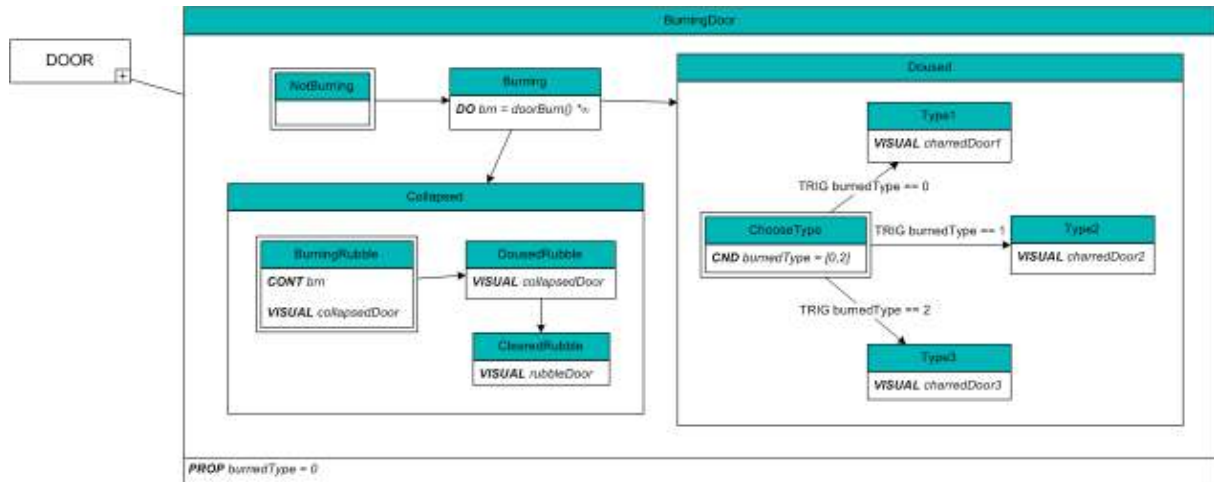 BurningDoor
DOOR
NotBurning
Burning
DO brn = doorBurn() *∞
Doused
Type1
VISUAL charredDoor1
TRIG burnedType == 0
ChooseType
CND burnedType = {0,2}
TRIG burnedType == 1
Type2
VISUAL charredDoor2
TRIG burnedType == 2
Type3
VISUAL charredDoor3
Collapsed
BurningRubble
CONT brn
VISUAL collapsedDoor
DousedRubble
VISUAL collapsedDoor
ClearedRubble
VISUAL rubbleDoor
PROP burnedType = 0